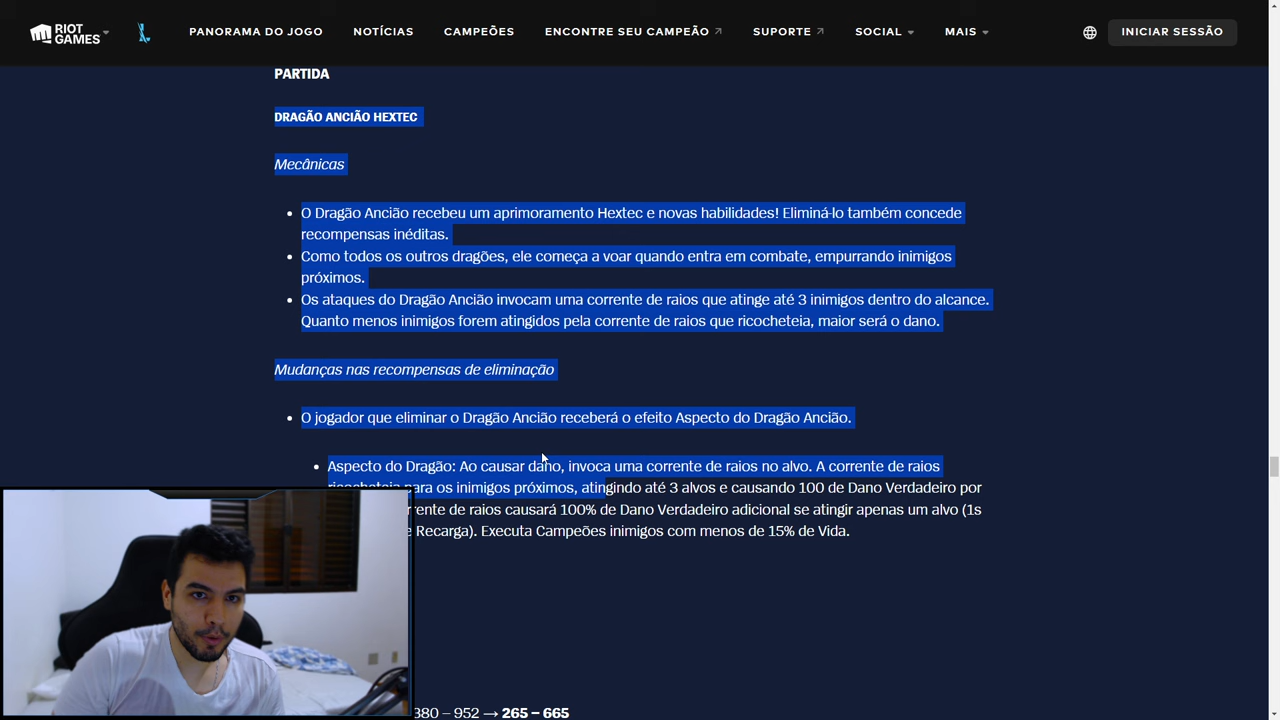 RIOT GAMES
PANORAMA DO JOGO NOTÍCIAS CAMPEÕES ENCONTRE SEU CAMPEÃO SUPORTE SOCIAL MAIS INICIAR SESSÃO
PARTIDA
DRAGÃO ANCIÃO HEXTEC
Mecânicas
O Dragão Ancião recebeu um aprimoramento Hextec e novas habilidades! Eliminá-lo também concede
recompensas inéditas.
Como todos os outros dragões, ele começa a voar quando entra em combate, empurrando inimigos
próximos.
Os ataques do Dragão Ancião invocam uma corrente de raios que atinge até 3 inimigos dentro do alcance.
Quanto menos inimigos forem atingidos pela corrente de raios que ricocheteia, maior será o dano.
Mudanças nas recompensas de eliminação
O jogador que eliminar o Dragão Ancião receberá o efeito Aspecto do Dragão Ancião.
Aspecto do Dragão: Ao causar dano, invoca uma corrente de raios no alvo. A corrente de raios
para os inimigos próximos, atingindo até 3 alvos e causando 100 de Dano Verdadeiro por
de raios causará 100% de Dano Verdadeiro adicional se atingir apenas um alvo (1s
Recarga). Executa Campeões inimigos com menos de 15% de Vida.
380 – 952 → 265 – 665